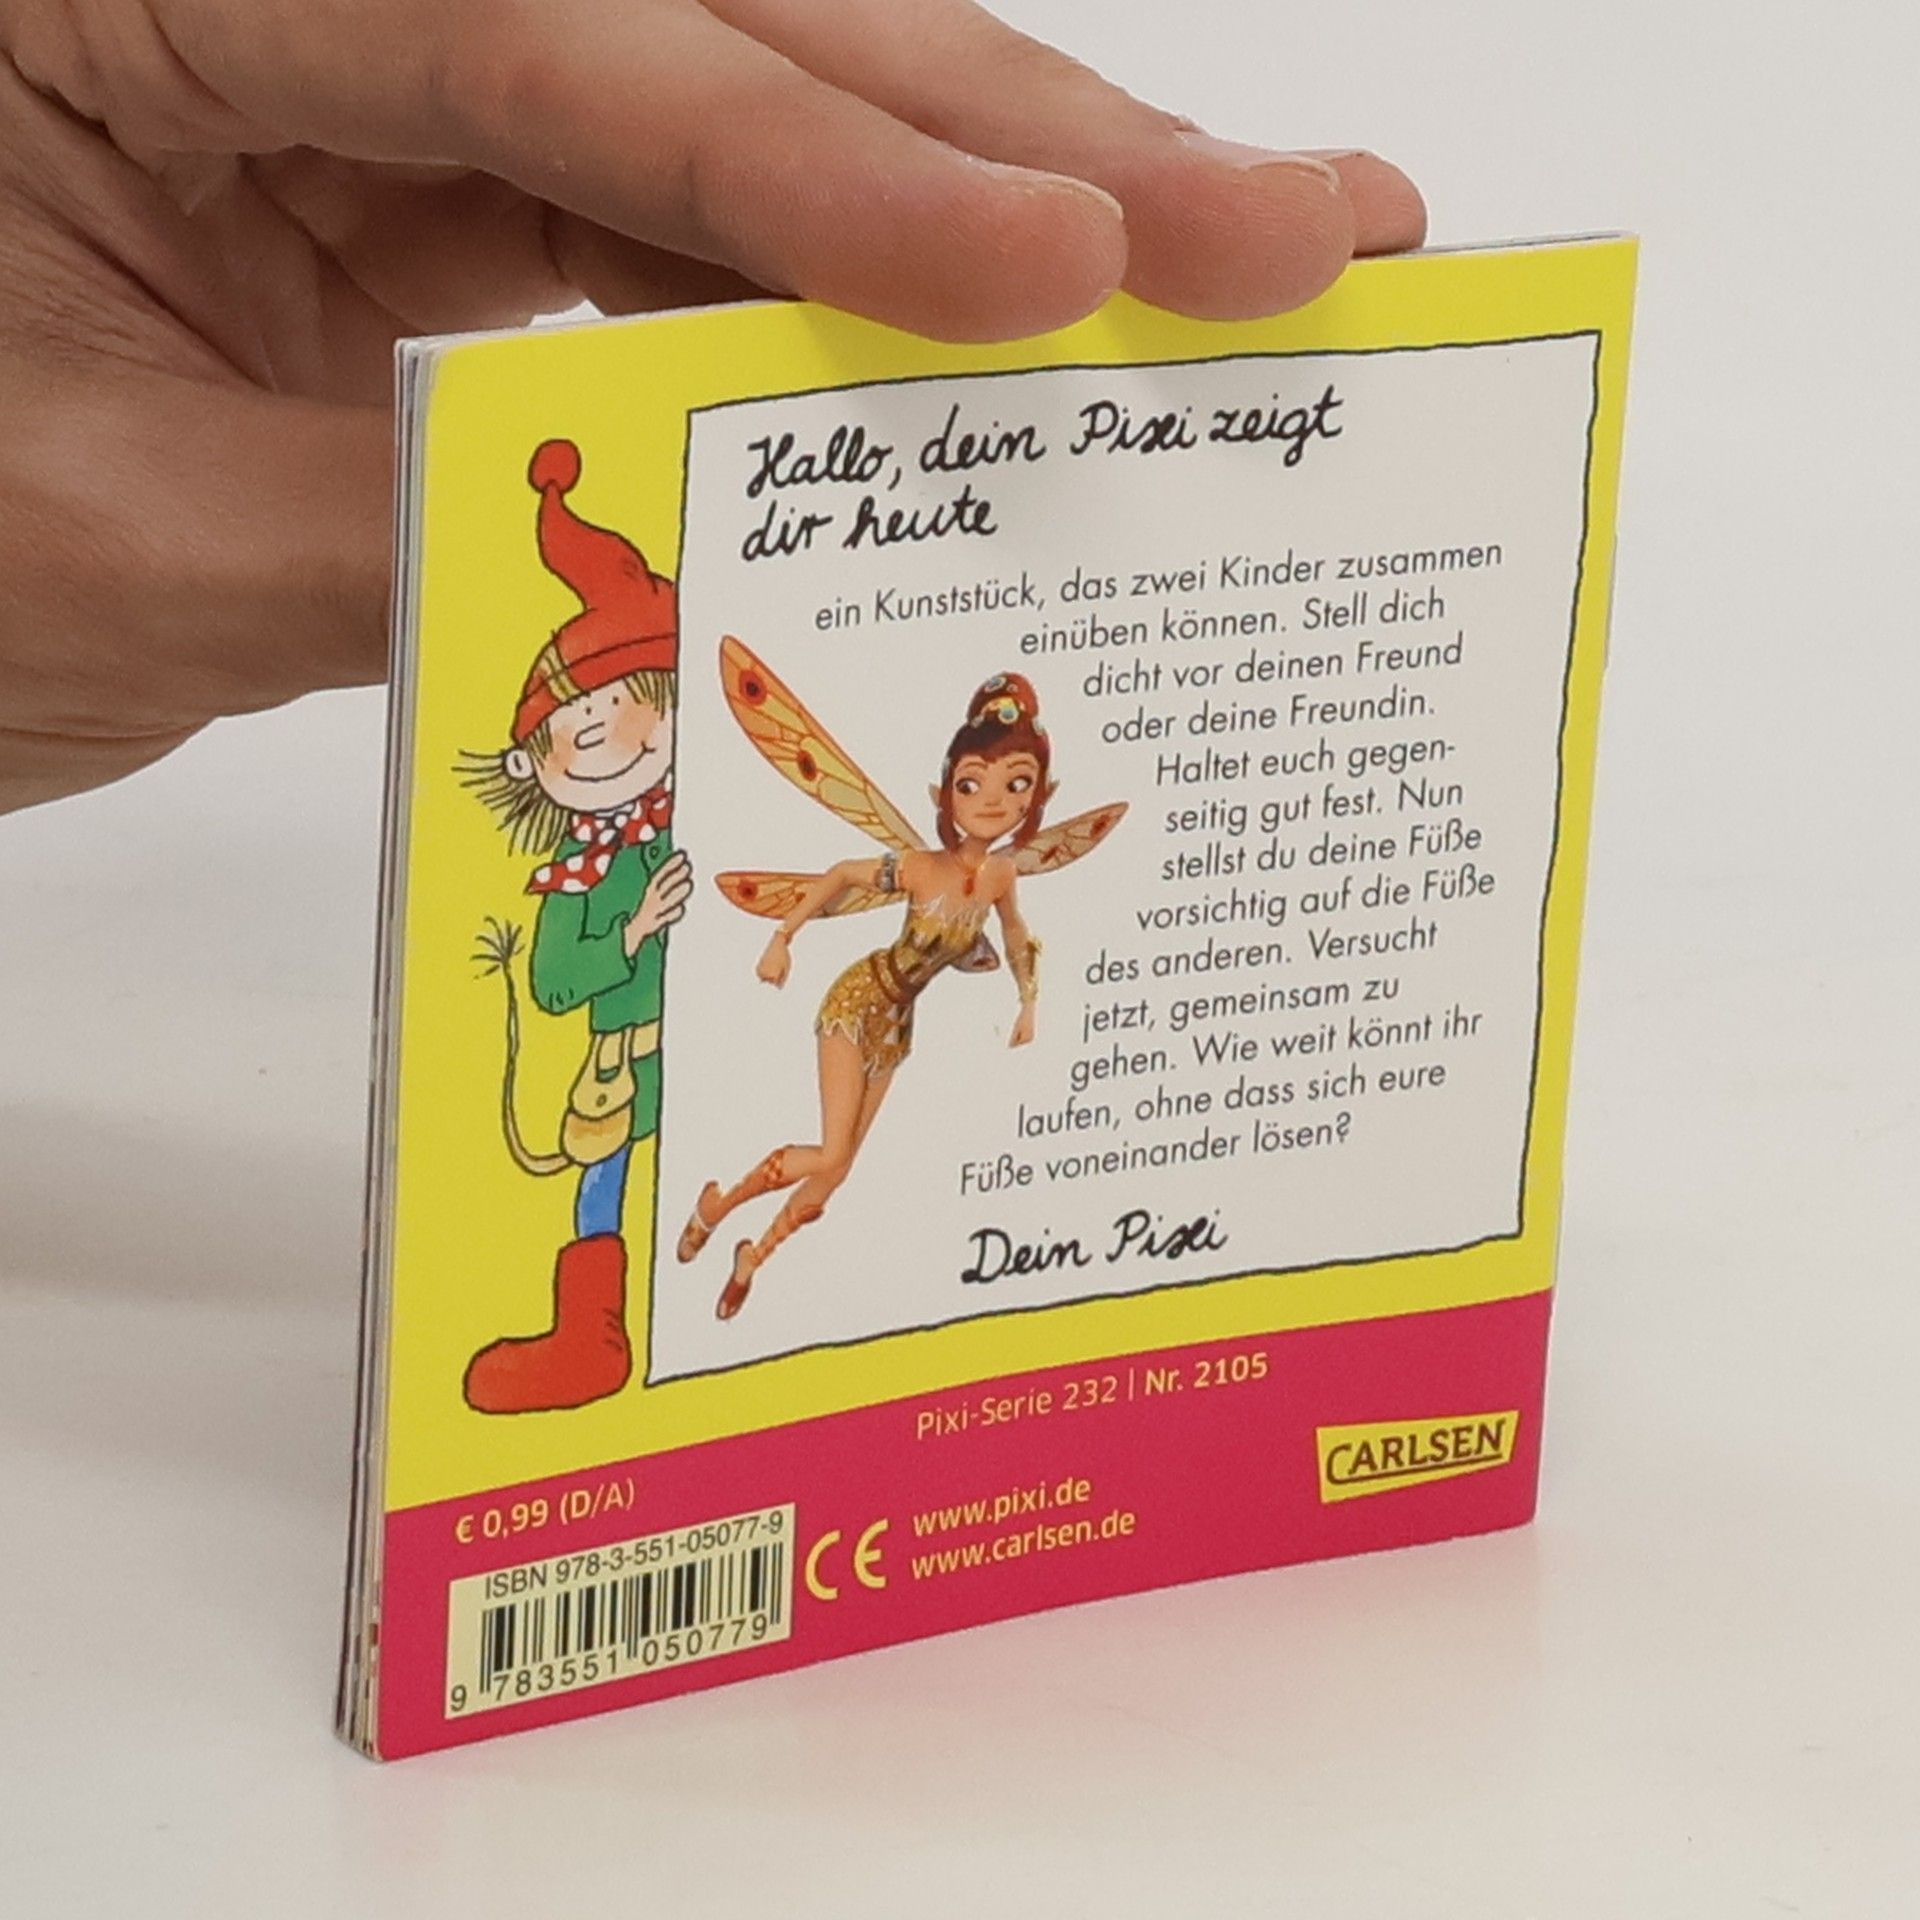 Hallo, dein Pixi zeigt
dir heute
ein Kunststück, das zwei Kinder zusammen
einüben können. Stell dich
dicht vor deinen Freund
oder deine Freundin.
Haltet euch gegen-
seitig gut fest. Nun
stellst du deine Füße
vorsichtig auf die Füße
des anderen. Versucht
jetzt, gemeinsam zu
gehen. Wie weit könnt ihr
laufen, ohne dass sich eure
Füße voneinander lösen?
Dein Pixi
Pixi-Serie 232 | Nr. 2105
€ 0,99 (D/A)
ISBN 978-3-551-05077-9
9 783551 050779
CE
www.pixi.de
www.carlsen.de
CARLSEN